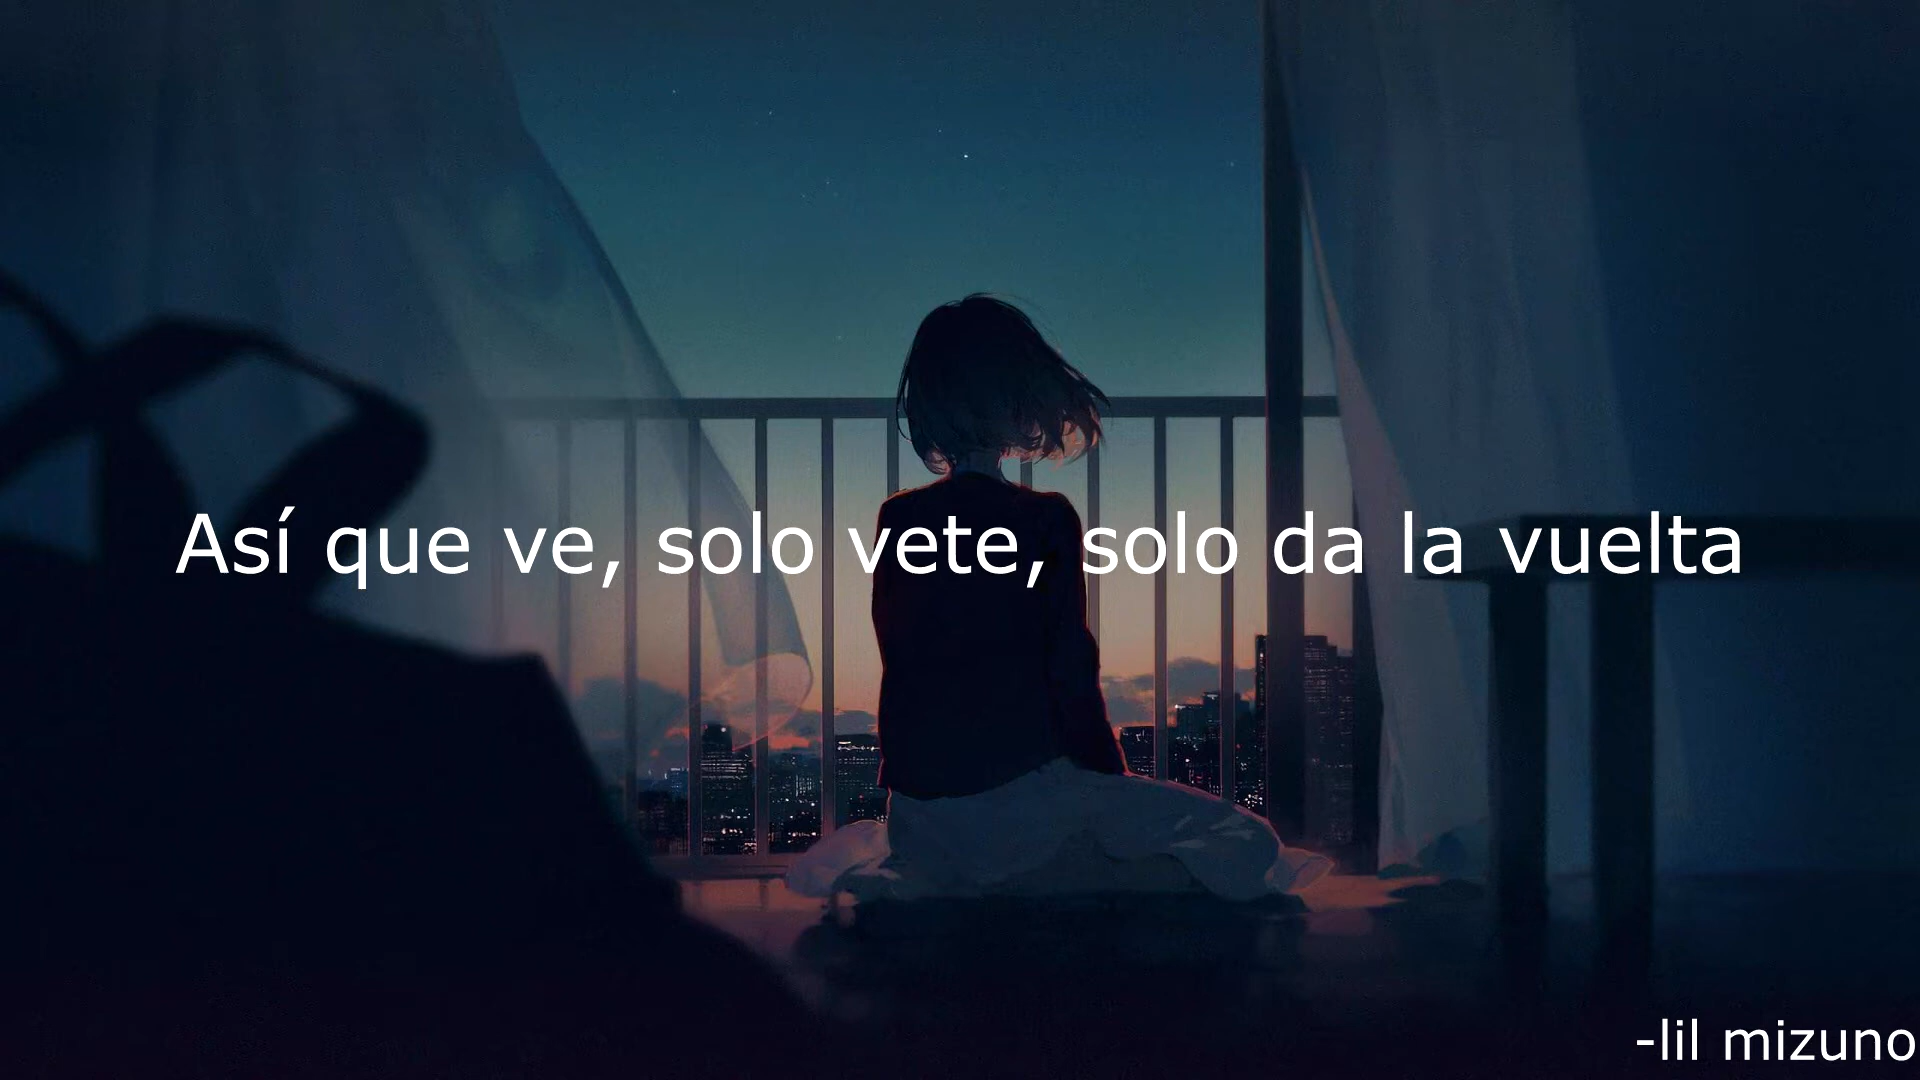 Así que ve, solo vete, solo da la vuelta
-lil mizuno